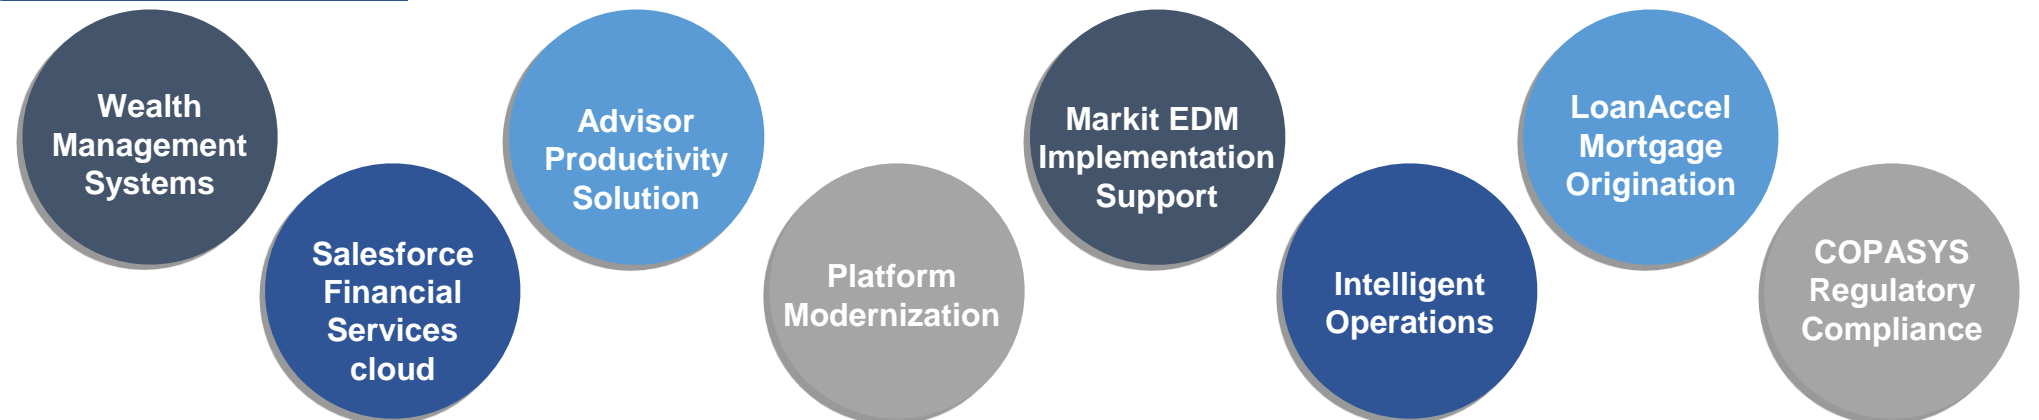 Wealth
Management
Systems
Salesforce
Financial
Services
cloud
Advisor
Productivity
Solution
Platform
Modernization
Markit EDM
Implementation
Support
Intelligent
Operations
LoanAccel
Mortgage
Origination
COPASYS
Regulatory
Compliance